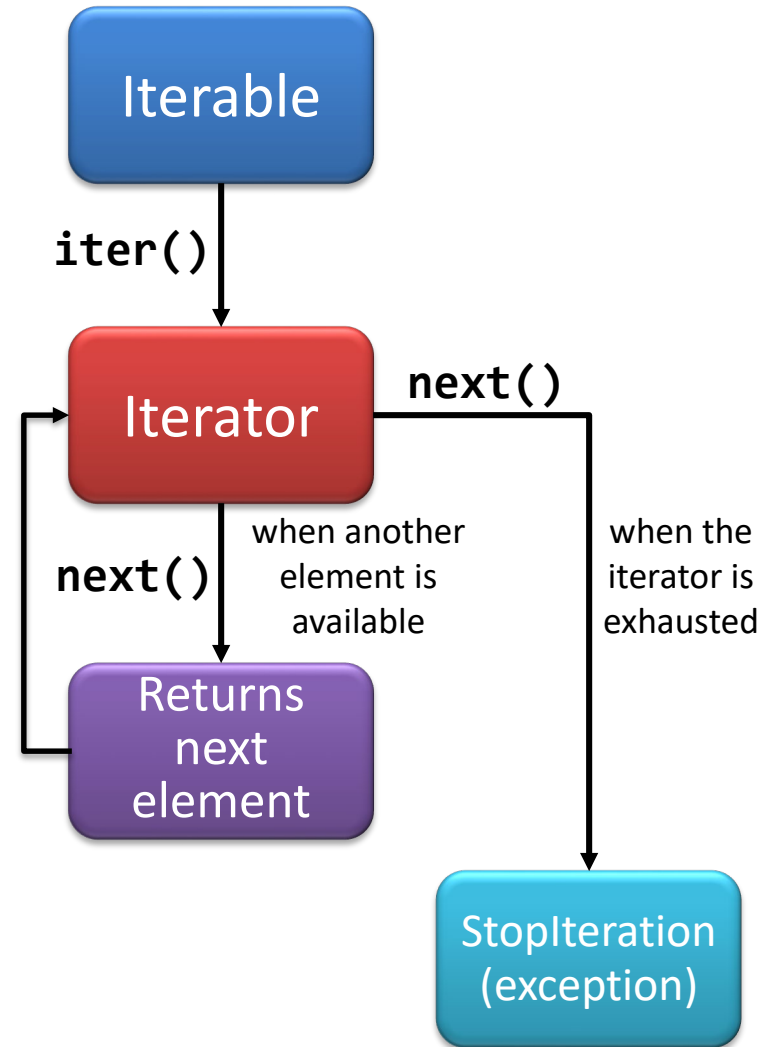 Iterable
iter()
Iterator
next()
next()
when another
element is
available
when the
iterator is
exhausted
Returns
next
element
StopIteration
(exception)